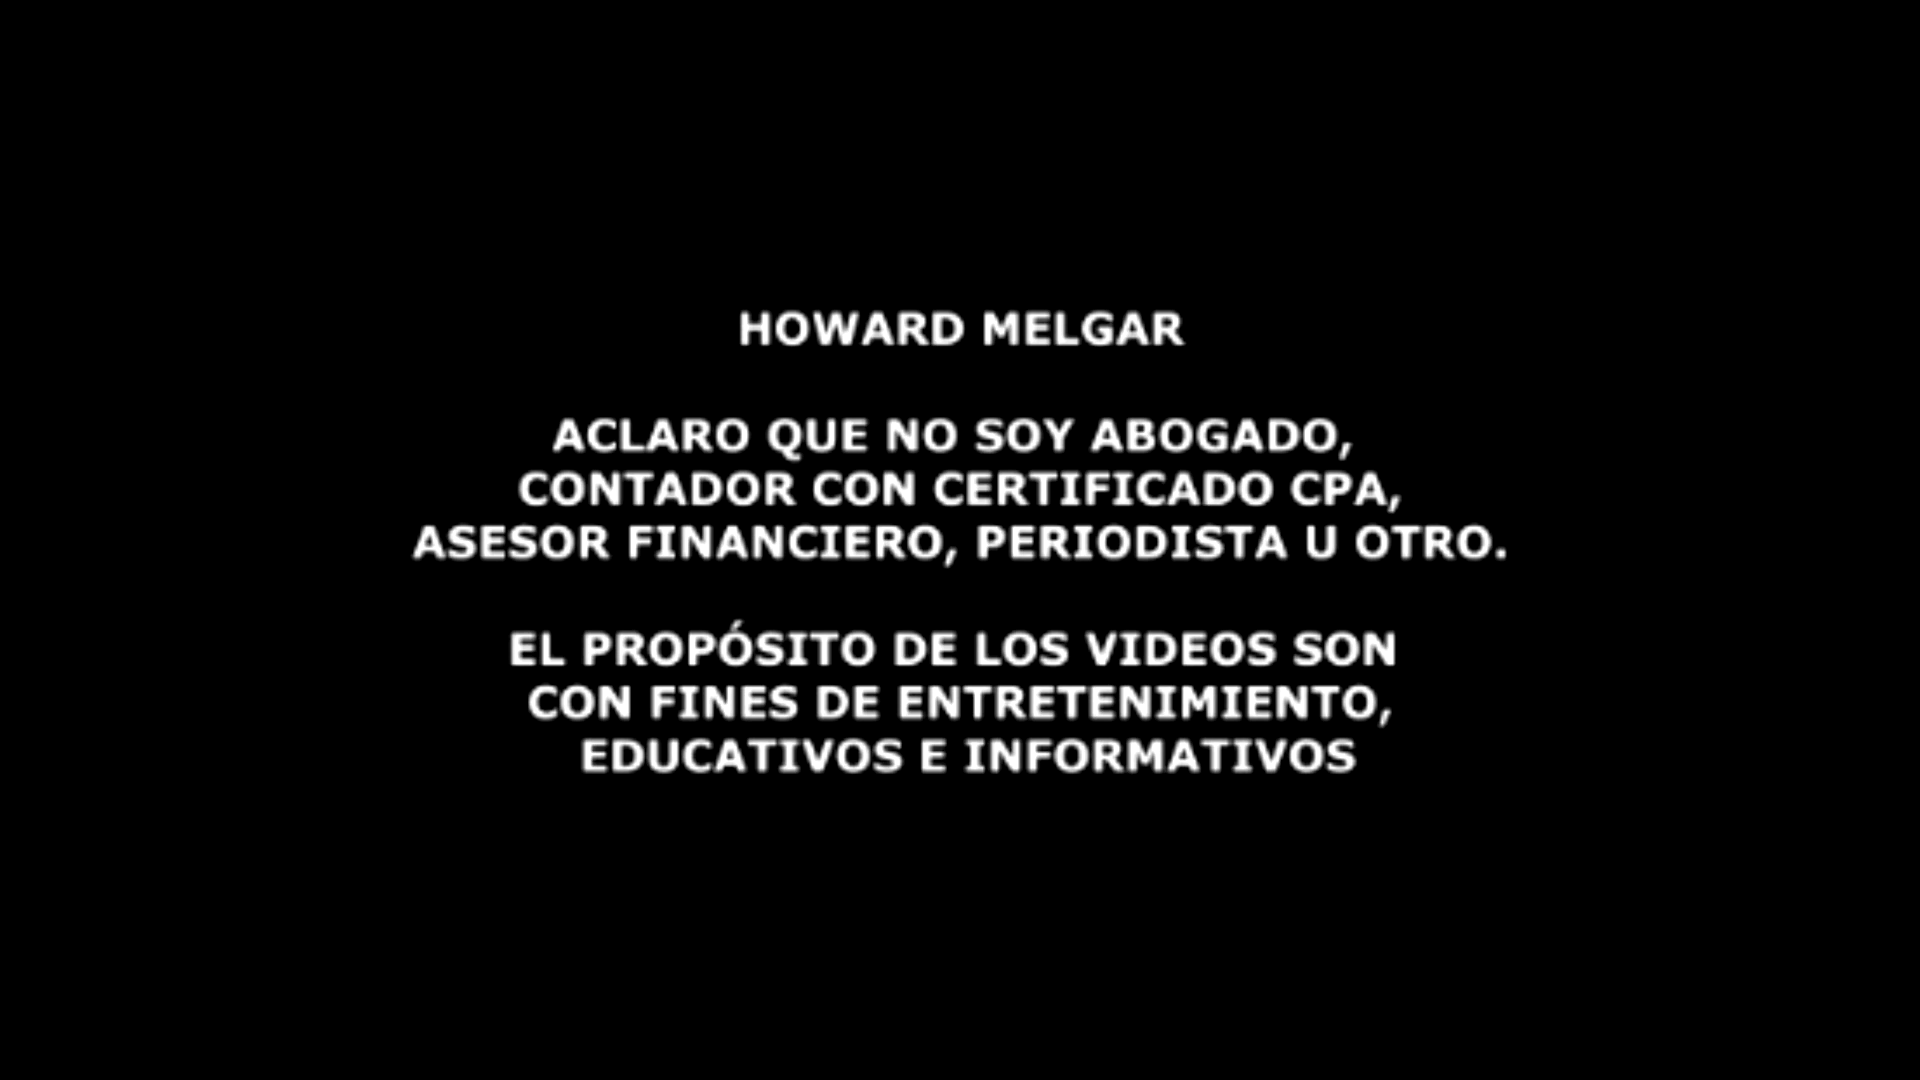 HOWARD MELGAR
ACLARO QUE NO SOY ABOGADO,
CONTADOR CON CERTIFICADO CPA,
ASESOR FINANCIERO, PERIODISTA U OTRO.
EL PROPÓSITO DE LOS VIDEOS SON
CON FINES DE ENTRETENIMIENTO,
EDUCATIVOS E INFORMATIVOS